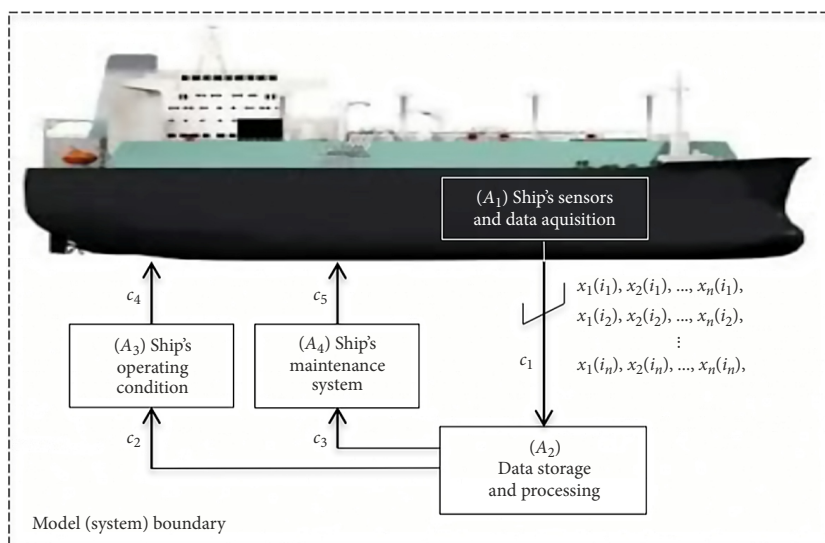 (A₁) Ship's sensors
and data aquisition
c₄
c₅
x₁(i₁), x₂(i₁), ..., xₙ(i₁),
x₁(i₂), x₂(i₂), ..., xₙ(i₂),
⋮
x₁(iₙ), x₂(iₙ), ..., xₙ(iₙ),
c₁
(A₃) Ship's
operating
condition
(A₄) Ship's
maintenance
system
c₂
c₃
(A₂)
Data storage
and processing
Model (system) boundary